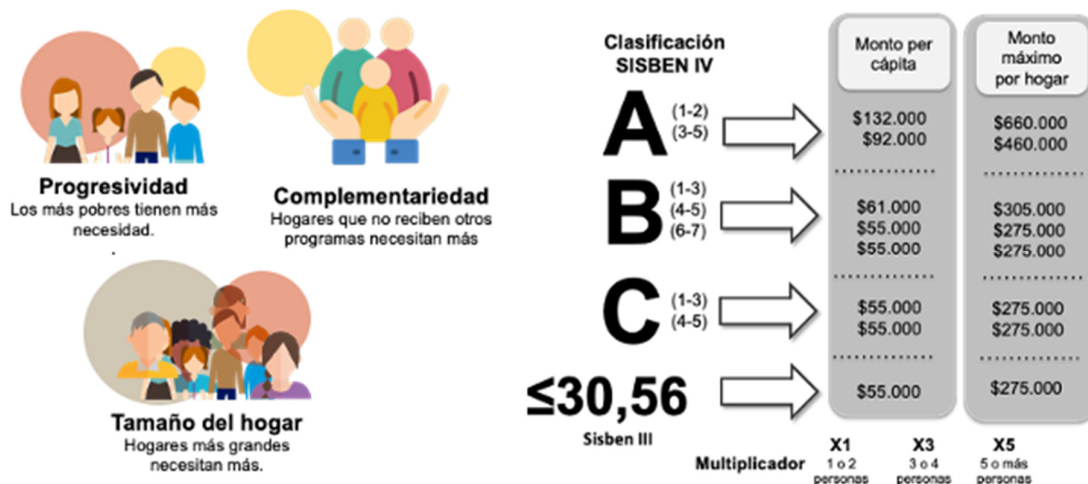 Progresividad
Los más pobres tienen más
necesidad.
.
Complementariedad
Hogares que no reciben otros
programas necesitan más
Tamaño del hogar
Hogares más grandes
necesitan más.
Clasificación
SISBEN IV
Monto per
cápita
Monto
máximo
por hogar
A (1-2) $132.000 $660.000
(3-5) $92.000 $460.000
B (1-3) $61.000 $305.000
(4-5) $55.000 $275.000
(6-7) $55.000 $275.000
C (1-3) $55.000 $275.000
(4-5) $55.000 $275.000
≤30,56 $55.000 $275.000
Sisben III
Multiplicador
X1
1 o 2
personas
X3
3 o 4
personas
X5
5 o más
personas